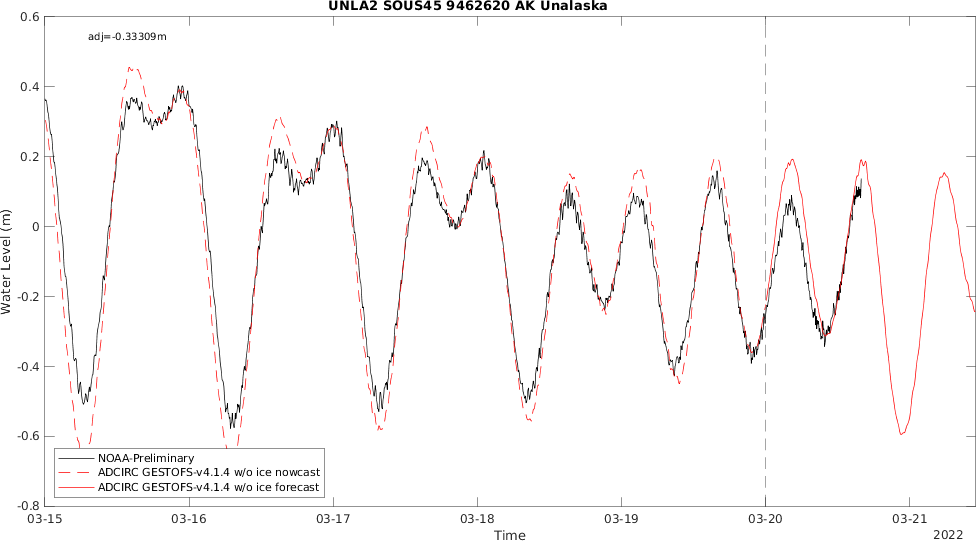 UNLA2 SOUS45 9462620 AK Unalaska
adj=-0.33309m
0.6
0.4
0.2
0
-0.2
-0.4
-0.6
-0.8
Water Level (m)
NOAA-Preliminary
ADCIRC GESTOFS-v4.1.4 w/o ice nowcast
ADCIRC GESTOFS-v4.1.4 w/o ice forecast
03-15 03-16 03-17 03-18 03-19 03-20 03-21
Time
2022